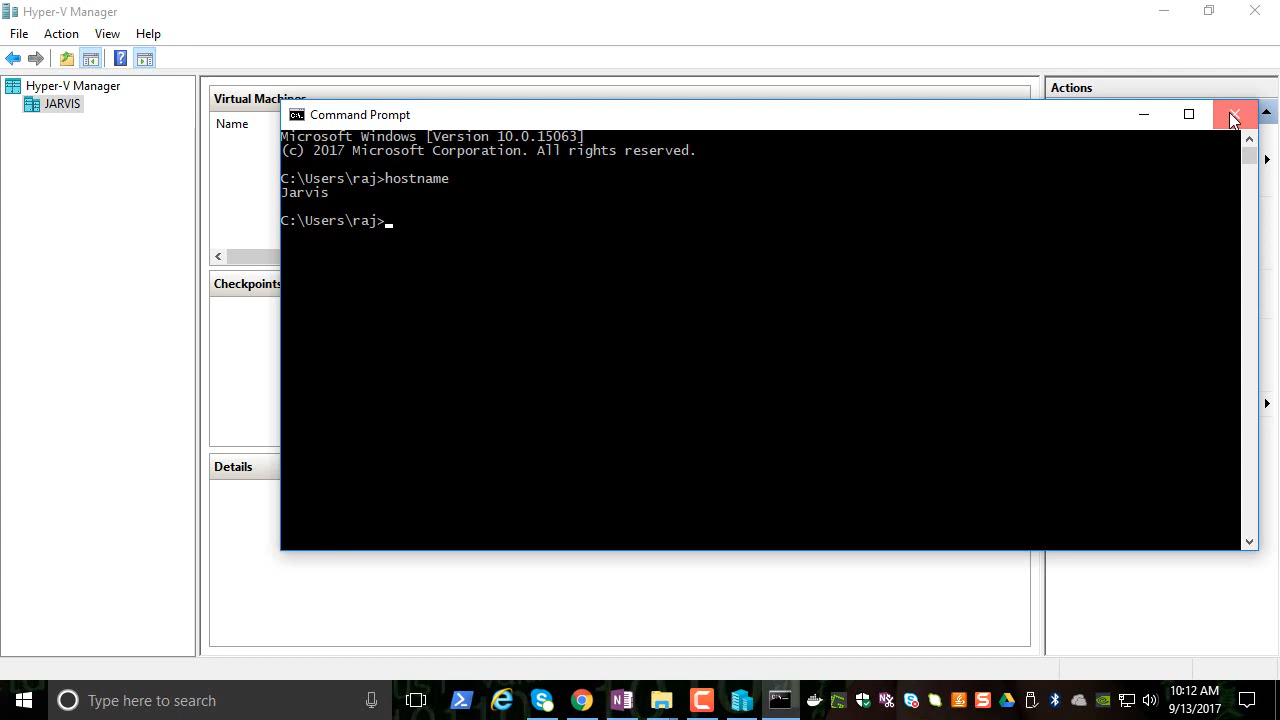 Hyper-V Manager
File Action View Help
Hyper-V Manager
JARVIS
Virtual Machines
Name
Checkpoints
Details
Actions
Command Prompt
Microsoft Windows [Version 10.0.15063]
(c) 2017 Microsoft Corporation. All rights reserved.
C:\Users\raj>hostname
Jarvis
C:\Users\raj>
Type here to search
10:12 AM
9/13/2017